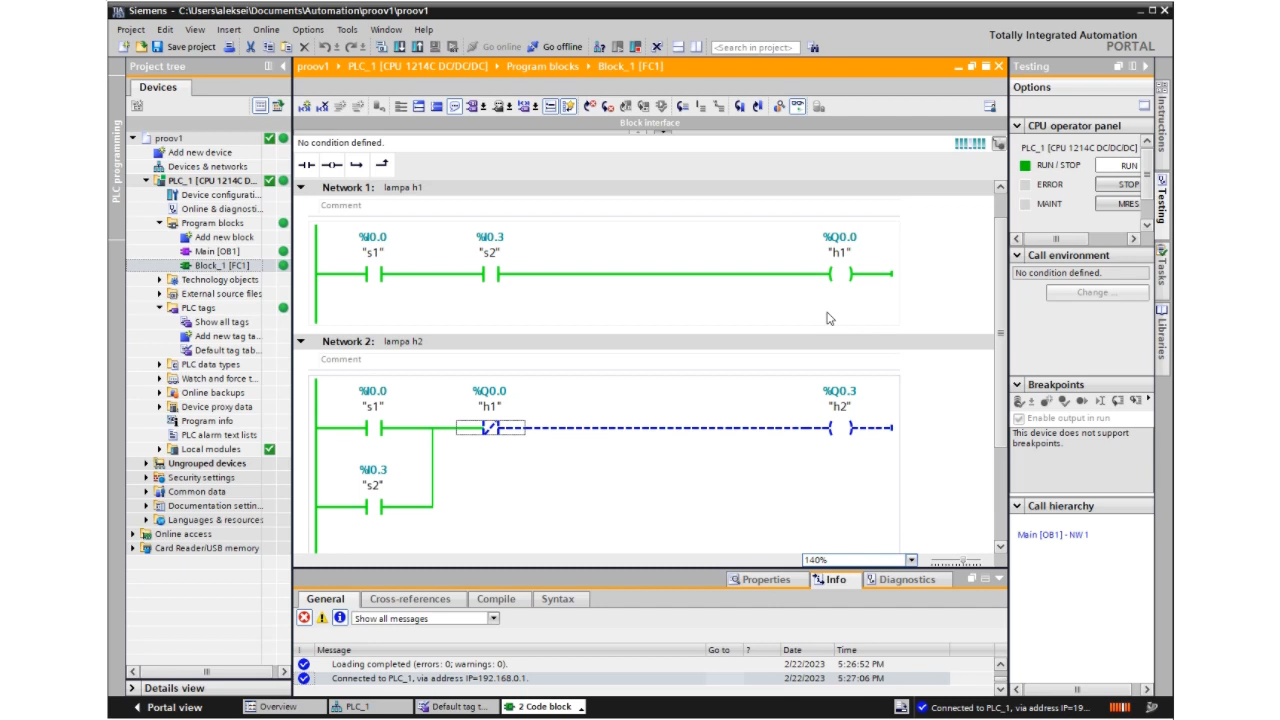 Siemens - C:\Users\aleksei\Documents\Automation\proov1\proov1
Project Edit View Insert Online Options Tools Window Help
Totally Integrated Automation
PORTAL
Save project Go online Go offline <Search in project>
Project tree
proov1 PLC_1 [CPU 1214C DC/DC/DC] Program blocks Block_1 [FC1]
Testing
Devices
Options
PLC programming
Block interface
No condition defined.
proov1
Add new device
Devices & networks
PLC_1 [CPU 1214C D...
Device configurati...
Online & diagnosti...
Program blocks
Add new block
Main [OB1]
Block_1 [FC1]
Technology objects
External source files
PLC tags
Show all tags
Add new tag ta...
Default tag tab...
PLC data types
Watch and force t...
Online backups
Device proxy data
Program info
PLC alarm text lists
Local modules
Ungrouped devices
Security settings
Common data
Documentation settin...
Languages & resources
Online access
Card Reader/USB memory
Details view
Network 1: lampa h1
Comment
%I0.0 %I0.3 %Q0.0
"s1" "s2" "h1"
Network 2: lampa h2
Comment
%I0.0 %Q0.0 %Q0.3
"s1" "h1" "h2"
%I0.3
"s2"
140%
Properties Info Diagnostics
General Cross-references Compile Syntax
Show all messages
! Message Go to ? Date Time
Loading completed (errors: 0; warnings: 0). 2/22/2023 5:26:52 PM
Connected to PLC_1, via address IP=192.168.0.1. 2/22/2023 5:27:06 PM
CPU operator panel
PLC_1 [CPU 1214C DC/DC/DC]
RUN / STOP RUN
ERROR STOP
MAINT MRES
Call environment
No condition defined.
Change ...
Breakpoints
Enable output in run
This device does not support
breakpoints.
Call hierarchy
Main [OB1] - NW1
Instructions
Testing
Tasks
Libraries
Portal view Overview PLC_1 Default tag t... 2 Code block Connected to PLC_1, via address IP=19...